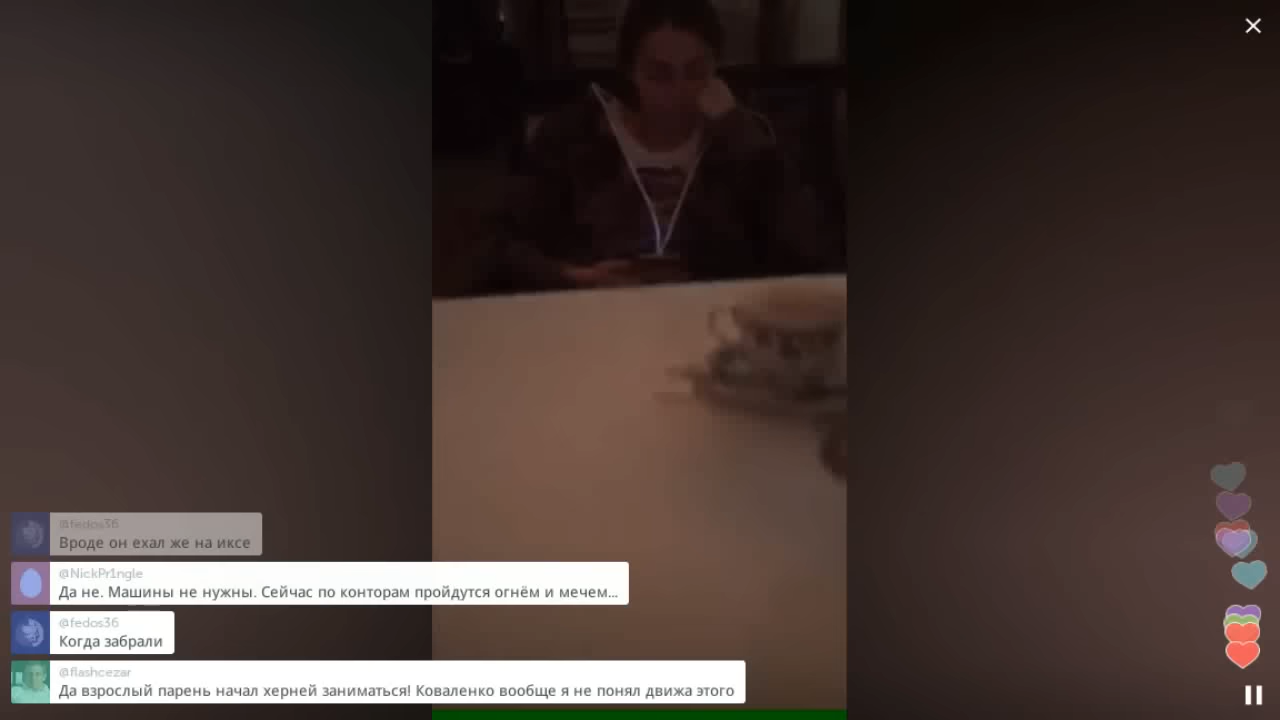 @fedos36
Вроде он ехал же на иксе
@NickPr1ngle
Да не. Машины не нужны. Сейчас по конторам пройдутся огнём и мечем...
@fedos36
Когда забрали
@flashcezar
Да взрослый парень начал херней заниматься! Коваленко вообще я не понял движа этого